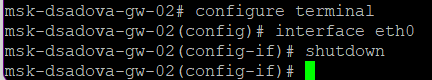 msk-dsadova-gw-02# configure terminal
msk-dsadova-gw-02(config)# interface eth0
msk-dsadova-gw-02(config-if)# shutdown
msk-dsadova-gw-02(config-if)#